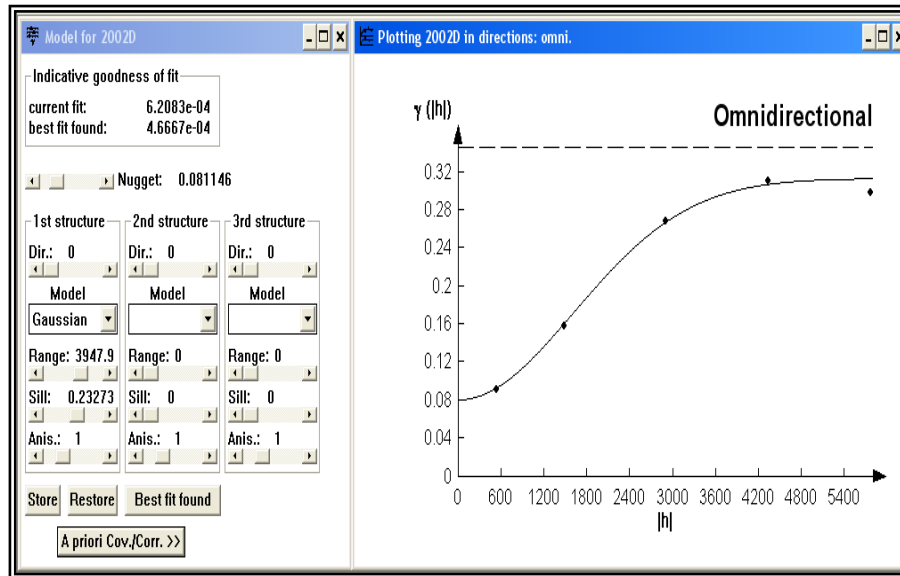 Model for 2002D
Indicative goodness of fit
current fit: 6.2083e-04
best fit found: 4.6667e-04
Nugget: 0.081146
1st structure
Dir.: 0
Model
Gaussian
Range: 3947.9
Sill: 0.23273
Anis.: 1
2nd structure
Dir.: 0
Model
Range: 0
Sill: 0
Anis.: 1
3rd structure
Dir.: 0
Model
Range: 0
Sill: 0
Anis.: 1
Store Restore Best fit found
A priori Cov./Corr. >>
Plotting 2002D in directions: omni.
γ (|h|)
Omnidirectional
0.32
0.28
0.24
0.2
0.16
0.12
0.08
0.04
0
0 600 1200 1800 2400 3000 3600 4200 4800 5400
|h|